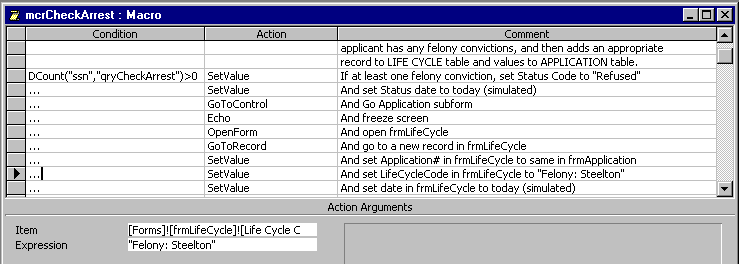 mcrCheckArrest : Macro
Condition Action Comment
applicant has any felony convictions, and then adds an appropriate
record to LIFE CYCLE table and values to APPLICATION table.
DCount("ssn","qryCheckArrest")>0 SetValue If at least one felony conviction, set Status Code to "Refused"
... SetValue And set Status date to today (simulated)
... GoToControl And Go Application subform
... Echo And freeze screen
... OpenForm And open frmLifeCycle
... GoToRecord And go to a new record in frmLifeCycle
... SetValue And set Application# in frmLifeCycle to same in frmApplication
... SetValue And set LifeCycleCode in frmLifeCycle to "Felony: Steelton"
... SetValue And set date in frmLifeCycle to today (simulated)
Action Arguments
Item [Forms]![frmLifeCycle]![Life Cycle C
Expression "Felony: Steelton"